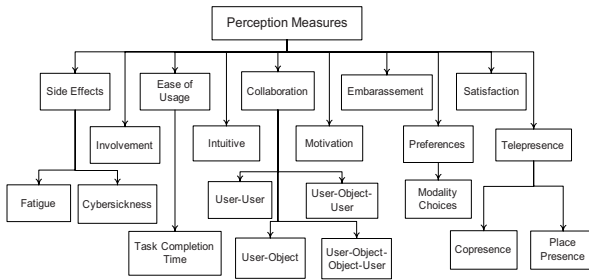 Perception Measures
Side Effects
Ease of
Usage
Collaboration
Embarassement
Satisfaction
Involvement
Intuitive
Motivation
Preferences
Telepresence
Fatigue
Cybersickness
User-User
User-Object-
User
Modality
Choices
Task Completion
Time
User-Object
User-Object-
Object-User
Copresence
Place
Presence